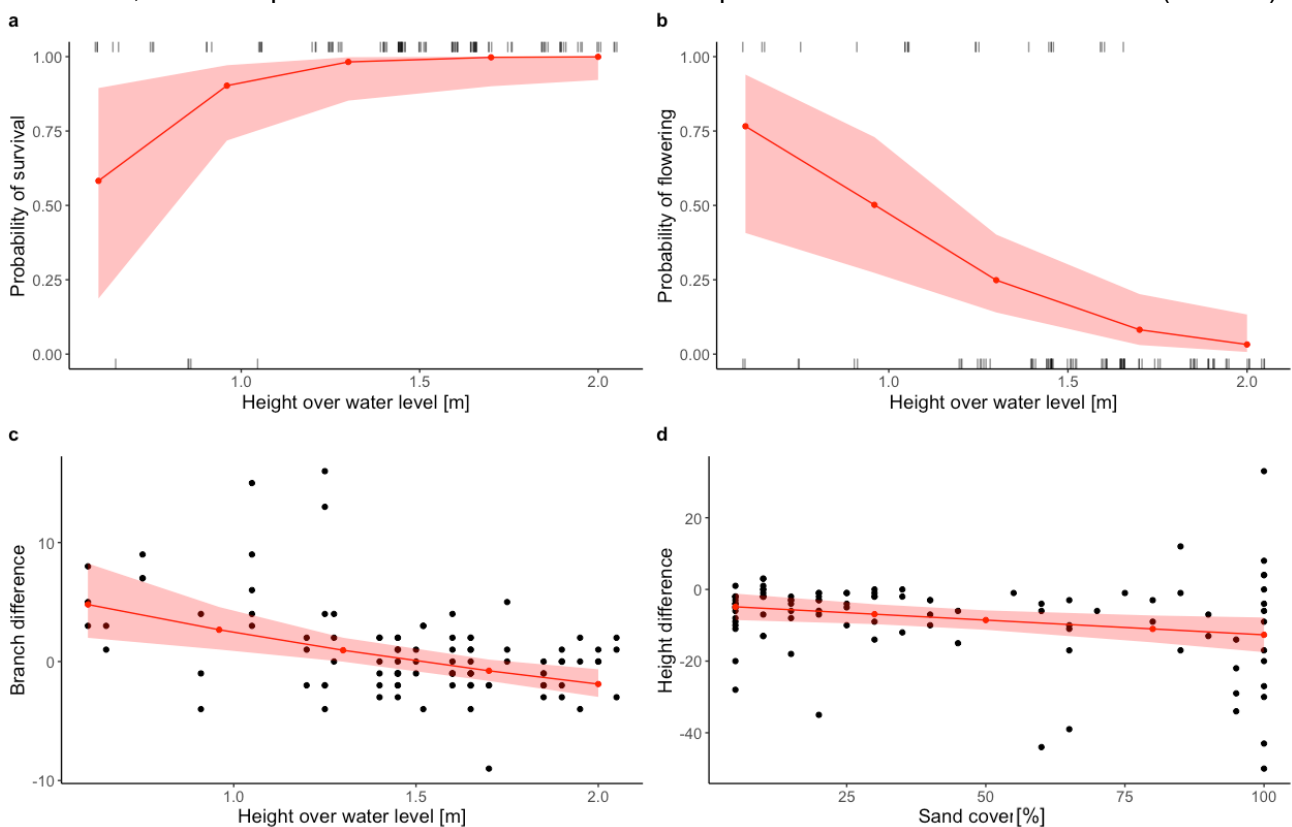 a
b
1.00
0.75
0.50
0.25
0.00
Probability of survival
1.0
1.5
2.0
Height over water level [m]
1.00
0.75
0.50
0.25
0.00
Probability of flowering
1.0
1.5
2.0
Height over water level [m]
c
d
10
0
-10
Branch difference
1.0
1.5
2.0
Height over water level [m]
20
0
-20
-40
Height difference
25
50
75
100
Sand cover[%]